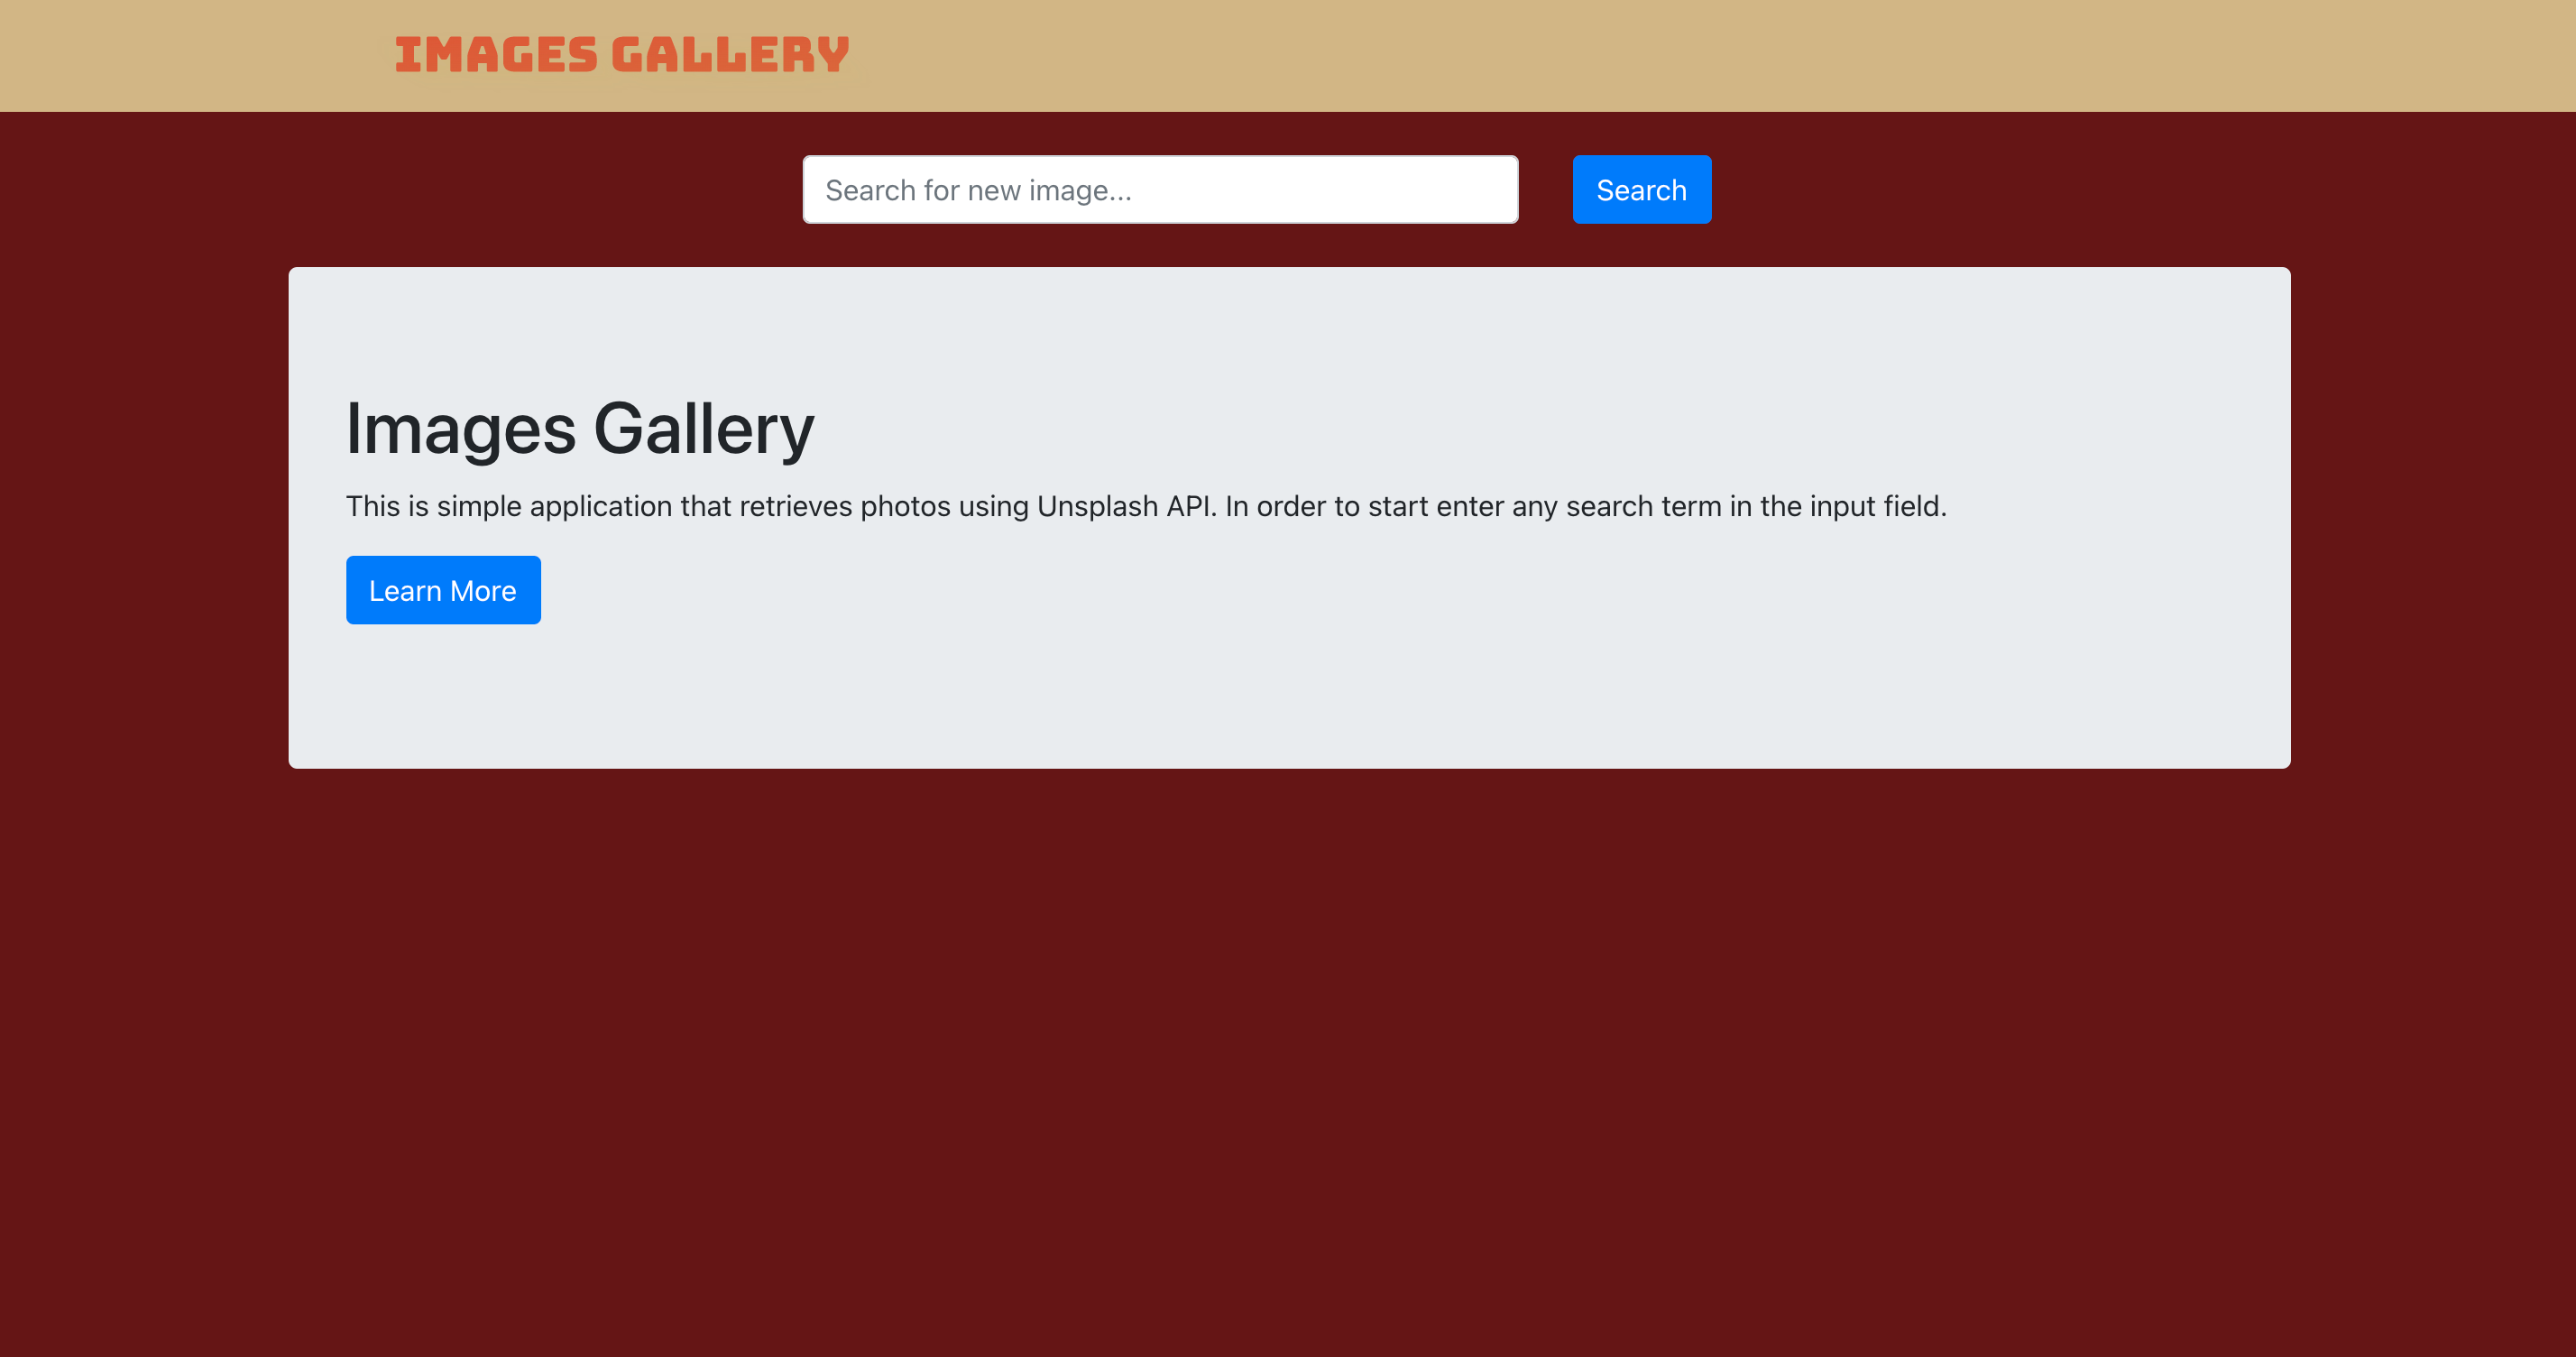 IMAGES GALLERY
Search for new image...
Search
Images Gallery
This is simple application that retrieves photos using Unsplash API. In order to start enter any search term in the input field.
Learn More